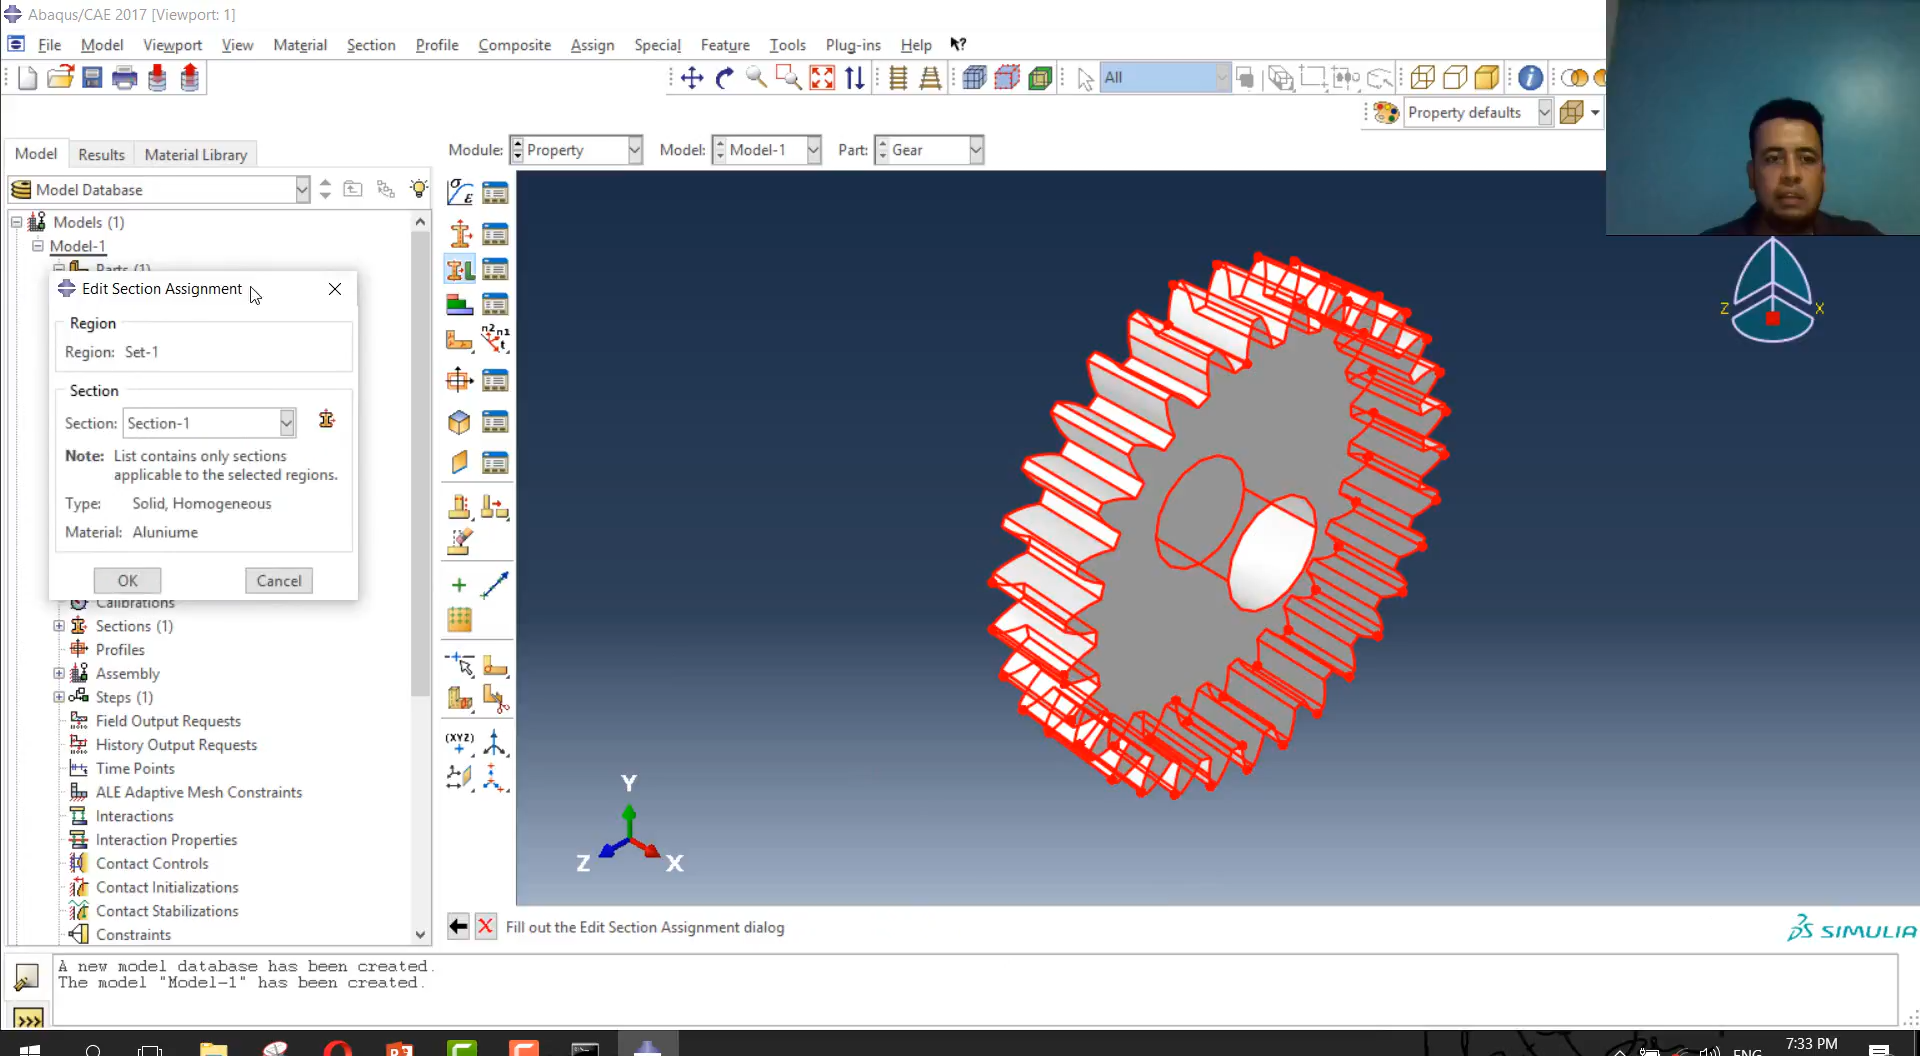 Abaqus/CAE 2017 [Viewport: 1]
File Model Viewport View Material Section Profile Composite Assign Special Feature Tools Plug-ins Help
All
Property defaults
Model Results Material Library
Module: Property Model: Model-1 Part: Gear
Model Database
Models (1)
Model-1
Parts (1)
Edit Section Assignment
Region
Region: Set-1
Section
Section: Section-1
Note: List contains only sections
applicable to the selected regions.
Type: Solid, Homogeneous
Material: Aluniume
OK Cancel
Calibrations
Sections (1)
Profiles
Assembly
Steps (1)
Field Output Requests
History Output Requests
Time Points
ALE Adaptive Mesh Constraints
Interactions
Interaction Properties
Contact Controls
Contact Initializations
Contact Stabilizations
Constraints
σ
ε
n2 n1
t
(XYZ)
Y
Z X
Z X
Fill out the Edit Section Assignment dialog
SIMULIA
A new model database has been created.
The model "Model-1" has been created.
>>>
ENG
7:33 PM